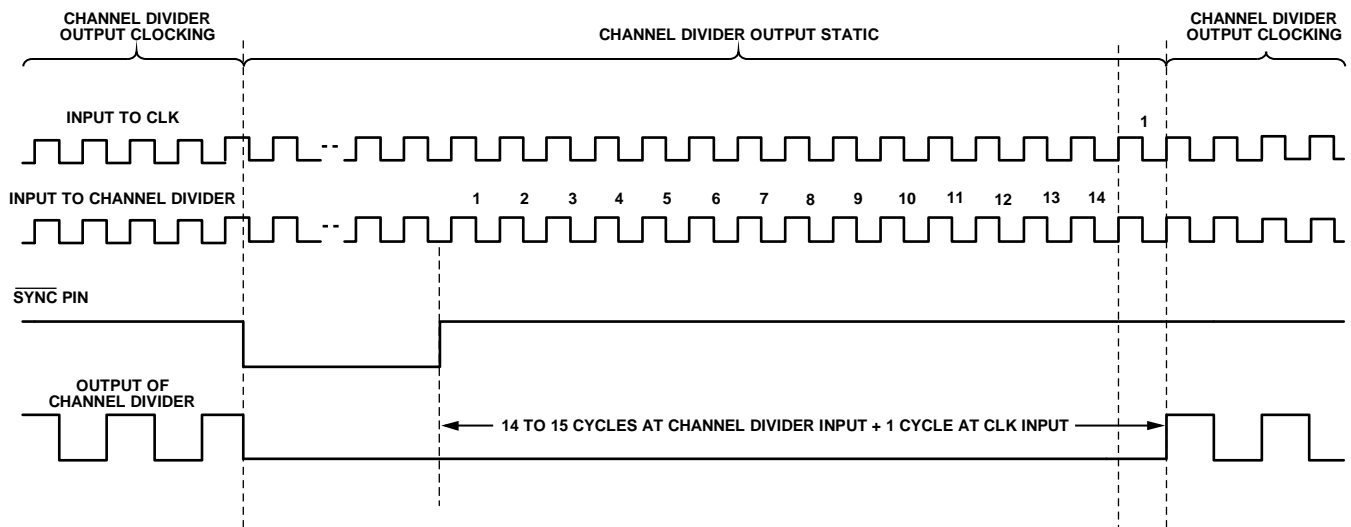 CHANNEL DIVIDER
OUTPUT CLOCKING
CHANNEL DIVIDER OUTPUT STATIC
CHANNEL DIVIDER
OUTPUT CLOCKING
INPUT TO CLK
1
INPUT TO CHANNEL DIVIDER
1 2 3 4 5 6 7 8 9 10 11 12 13 14
SYNC PIN
OUTPUT OF
CHANNEL DIVIDER
14 TO 15 CYCLES AT CHANNEL DIVIDER INPUT + 1 CYCLE AT CLK INPUT